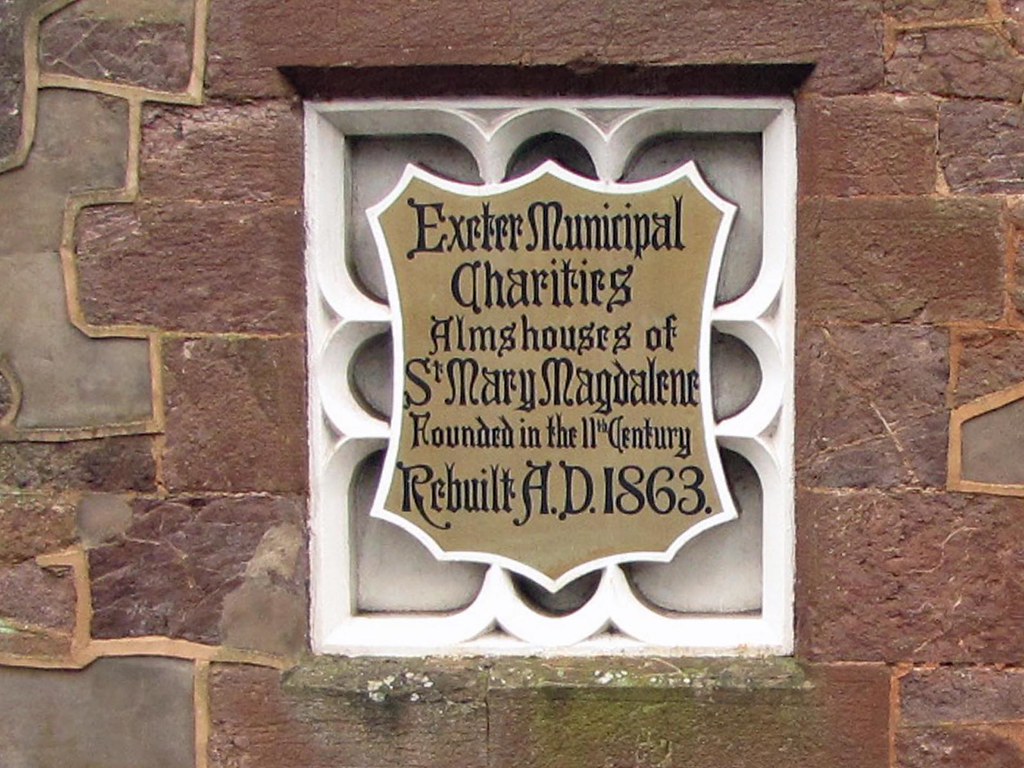 Exeter Municipal
Charities
Almshouses of
St Mary Magdalene
Founded in the 11th Century
Rebuilt A.D. 1863.